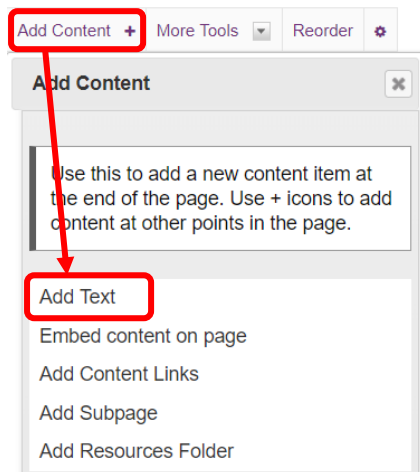 Add Content + More Tools Reorder
Add Content
Use this to add a new content item at
the end of the page. Use + icons to add
content at other points in the page.
Add Text
Embed content on page
Add Content Links
Add Subpage
Add Resources Folder